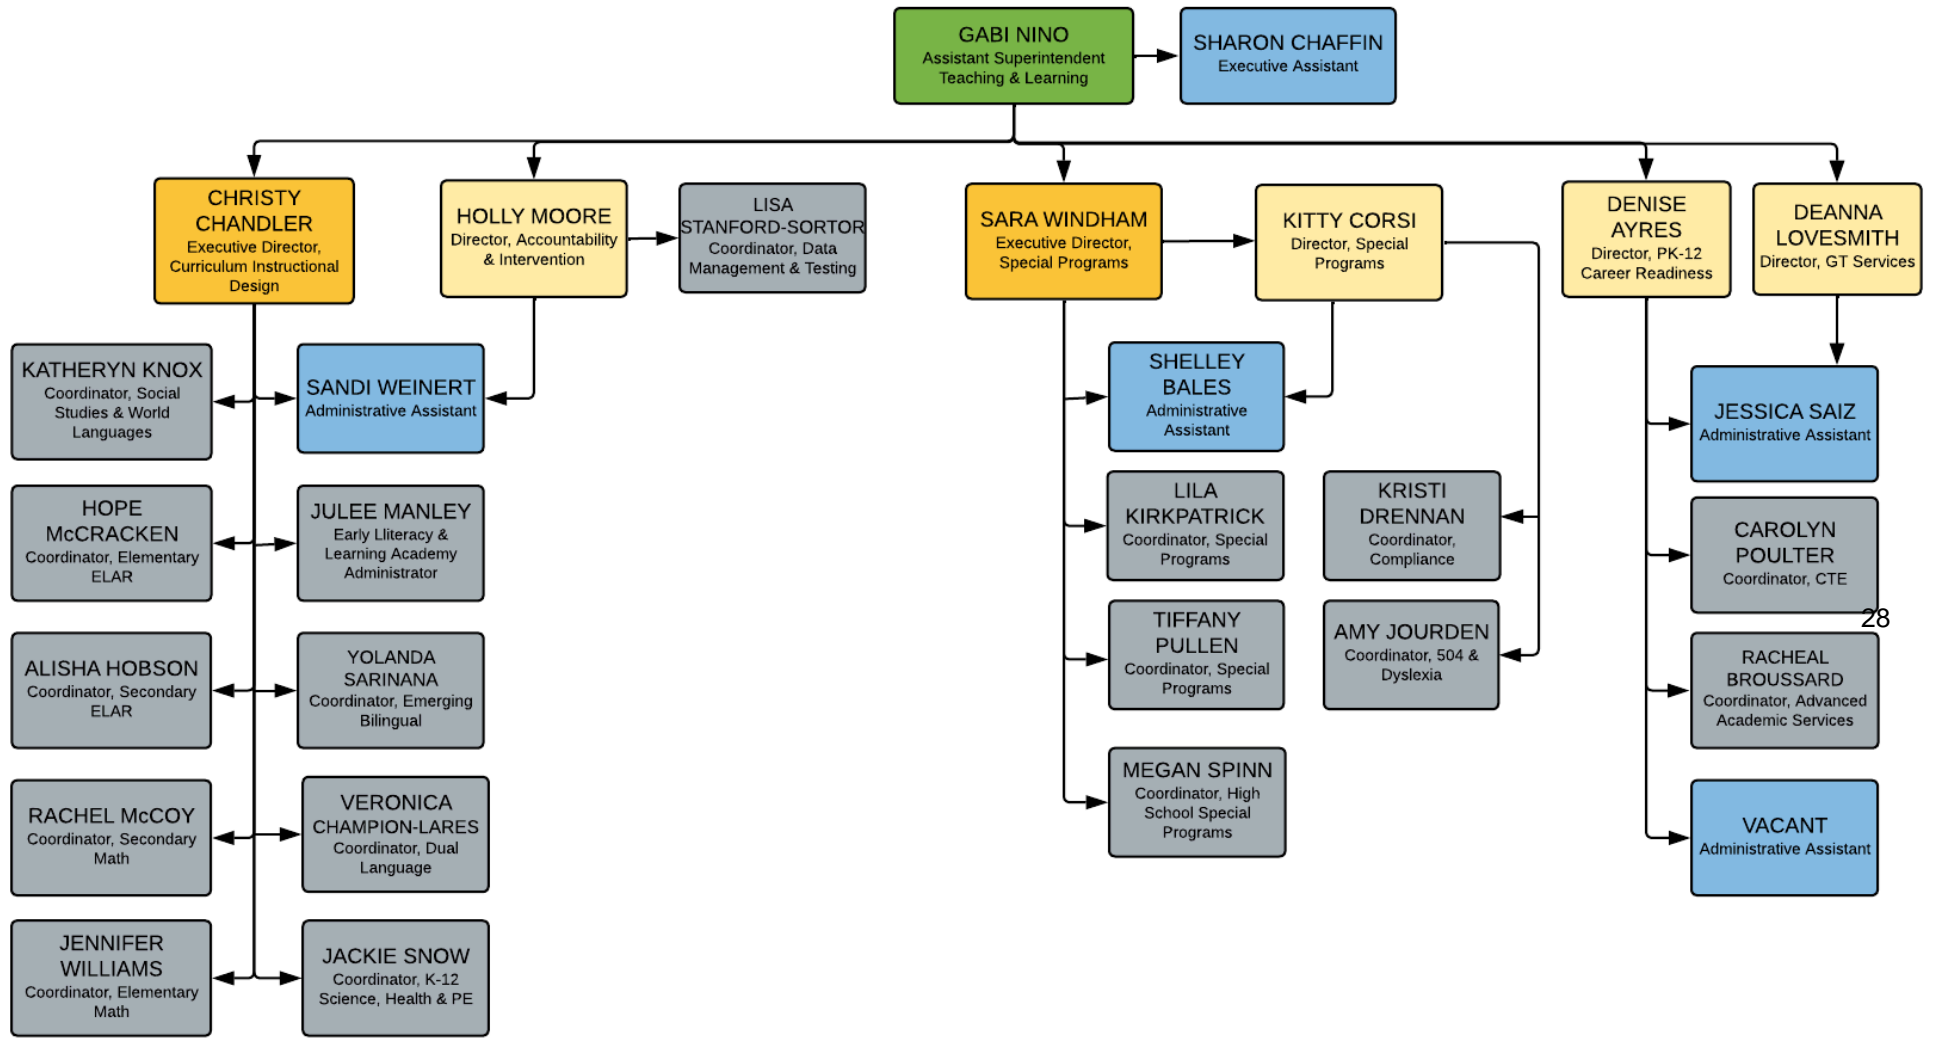 GABI NINO
Assistant Superintendent
Teaching & Learning
SHARON CHAFFIN
Executive Assistant
CHRISTY
CHANDLER
Executive Director,
Curriculum Instructional
Design
HOLLY MOORE
Director, Accountability
& Intervention
LISA
STANFORD-SORTOR
Coordinator, Data
Management & Testing
SARA WINDHAM
Executive Director,
Special Programs
KITTY CORSI
Director, Special
Programs
DENISE
AYRES
Director, PK-12
Career Readiness
DEANNA
LOVESMITH
Director, GT Services
KATHERYN KNOX
Coordinator, Social
Studies & World
Languages
SANDI WEINERT
Administrative Assistant
SHELLEY
BALES
Administrative
Assistant
JESSICA SAIZ
Administrative Assistant
HOPE
McCRACKEN
Coordinator, Elementary
ELAR
JULEE MANLEY
Early Lliteracy &
Learning Academy
Administrator
LILA
KIRKPATRICK
Coordinator, Special
Programs
KRISTI
DRENNAN
Coordinator,
Compliance
CAROLYN
POULTER
Coordinator, CTE
28
ALISHA HOBSON
Coordinator, Secondary
ELAR
YOLANDA
SARINANA
Coordinator, Emerging
Bilingual
TIFFANY
PULLEN
Coordinator, Special
Programs
AMY JOURDEN
Coordinator, 504 &
Dyslexia
RACHEAL
BROUSSARD
Coordinator, Advanced
Academic Services
RACHEL McCOY
Coordinator, Secondary
Math
VERONICA
CHAMPION-LARES
Coordinator, Dual
Language
MEGAN SPINN
Coordinator, High
School Special
Programs
VACANT
Administrative Assistant
JENNIFER
WILLIAMS
Coordinator, Elementary
Math
JACKIE SNOW
Coordinator, K-12
Science, Health & PE